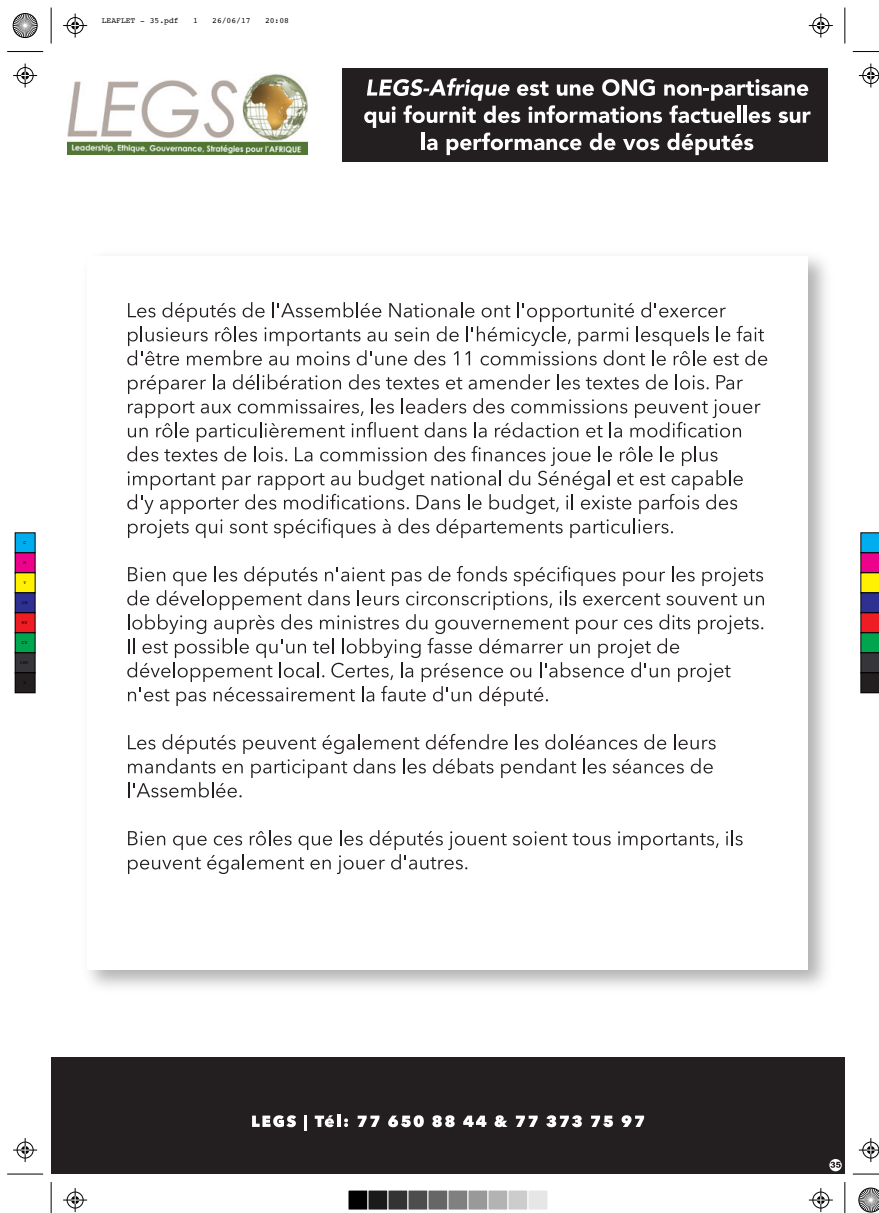 LEAFLET - 35.pdf 1 26/06/17 20:08
LEGS
Leadership, Ethique, Gouvernance, Stratégies pour l'AFRIQUE
LEGS-Afrique est une ONG non-partisane
qui fournit des informations factuelles sur
la performance de vos députés
Les députés de l'Assemblée Nationale ont l'opportunité d'exercer
plusieurs rôles importants au sein de l'hémicycle, parmi lesquels le fait
d'être membre au moins d'une des 11 commissions dont le rôle est de
préparer la délibération des textes et amender les textes de lois. Par
rapport aux commissaires, les leaders des commissions peuvent jouer
un rôle particulièrement influent dans la rédaction et la modification
des textes de lois. La commission des finances joue le rôle le plus
important par rapport au budget national du Sénégal et est capable
d'y apporter des modifications. Dans le budget, il existe parfois des
projets qui sont spécifiques à des départements particuliers.
Bien que les députés n'aient pas de fonds spécifiques pour les projets
de développement dans leurs circonscriptions, ils exercent souvent un
lobbying auprès des ministres du gouvernement pour ces dits projets.
Il est possible qu'un tel lobbying fasse démarrer un projet de
développement local. Certes, la présence ou l'absence d'un projet
n'est pas nécessairement la faute d'un député.
Les députés peuvent également défendre les doléances de leurs
mandants en participant dans les débats pendant les séances de
l'Assemblée.
Bien que ces rôles que les députés jouent soient tous importants, ils
peuvent également en jouer d'autres.
LEGS | Tél: 77 650 88 44 & 77 373 75 97
35